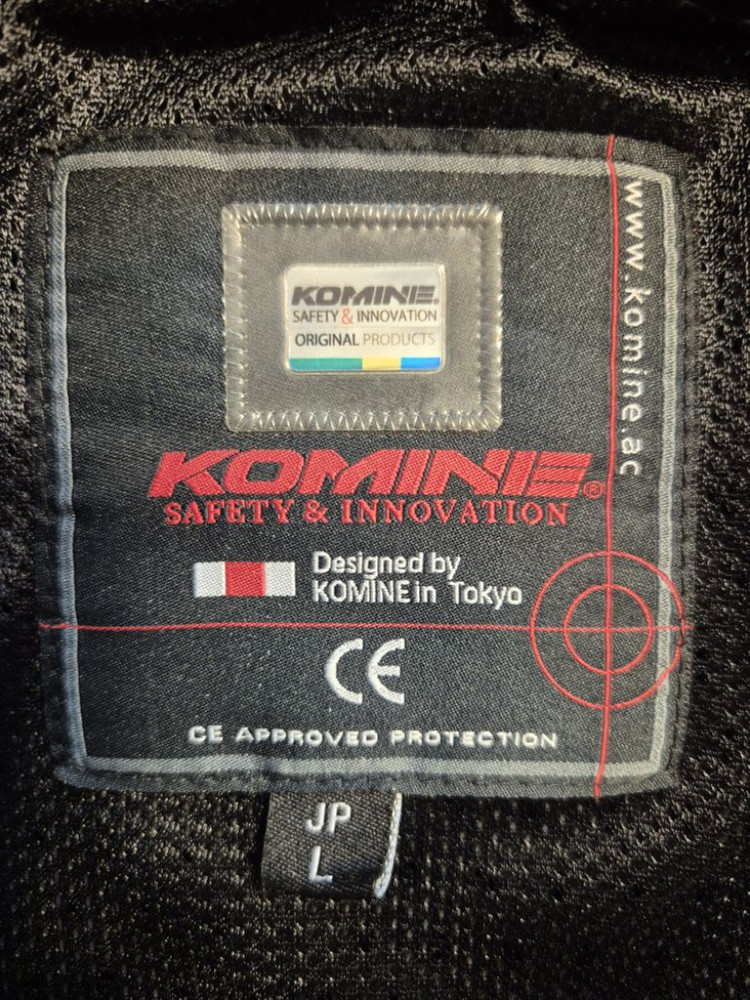 KOMINE.
SAFETY & INNOVATION
ORIGINAL PRODUCTS
www.komine.ac
KOMINE®
SAFETY & INNOVATION
Designed by
KOMINE in Tokyo
CE
CE APPROVED PROTECTION
JP
L